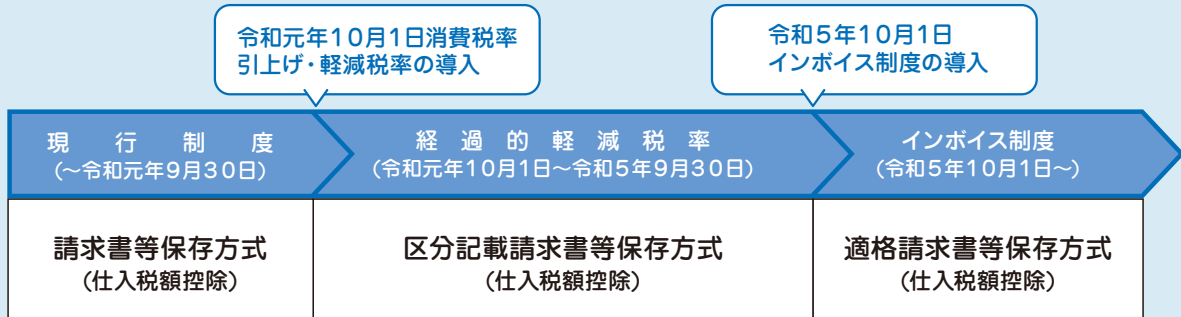 令和元年10月1日消費税率
引上げ・軽減税率の導入
令和5年10月1日
インボイス制度の導入
現行制度
(～令和元年9月30日)
経過的軽減税率
(令和元年10月1日～令和5年9月30日)
インボイス制度
(令和5年10月1日～)
請求書等保存方式
(仕入税額控除)
区分記載請求書等保存方式
(仕入税額控除)
適格請求書等保存方式
(仕入税額控除)